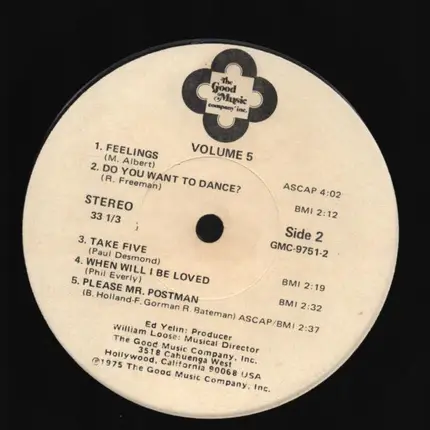 The
Good
Music
company inc.
VOLUME 5
1. FEELINGS
(M. Albert) ASCAP 4:02
2. DO YOU WANT TO DANCE?
(R. Freeman) BMI 2:12
STEREO
33 1/3
Side 2
GMC-9751-2
3. TAKE FIVE
(Paul Desmond) BMI 2:19
4. WHEN WILL I BE LOVED
(Phil Everly) BMI 2:32
5. PLEASE MR. POSTMAN
(B. Holland-F. Gorman R. Bateman) ASCAP/BMI 2:37
Ed Yelin: Producer
William Loose: Musical Director
The Good Music Company, Inc.
3518 Cahuenga West
Hollywood, California 90068 USA
℗1975 The Good Music Company, Inc.